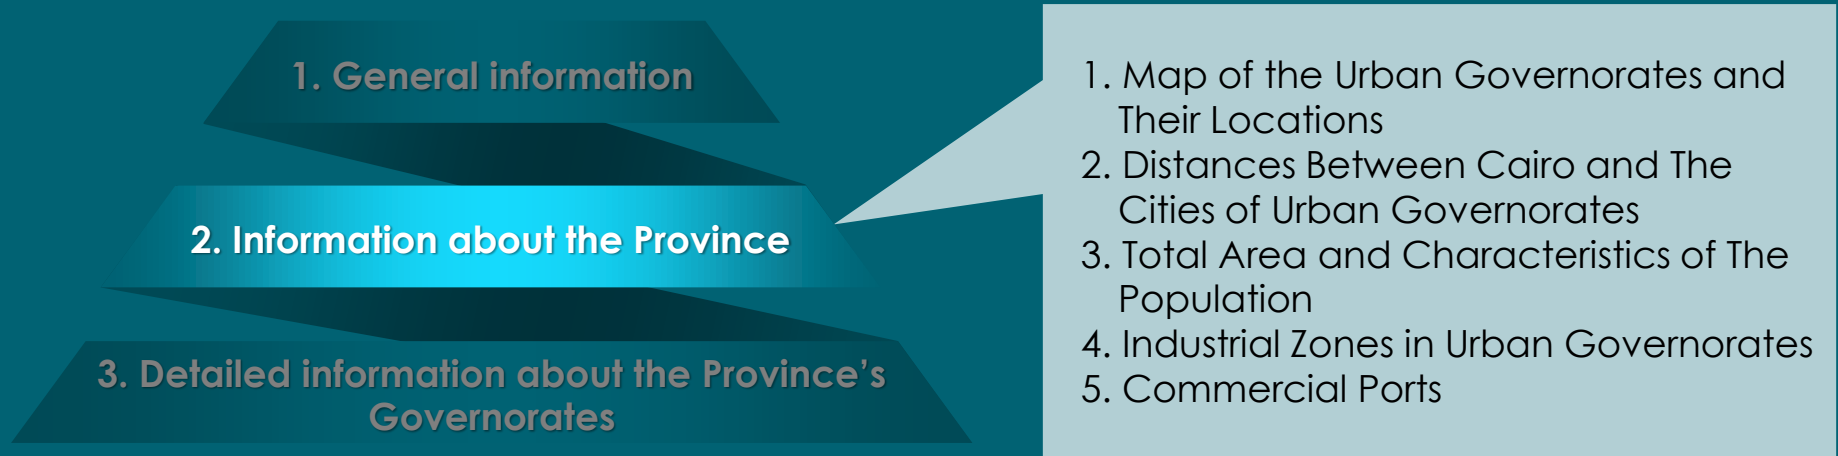 1. General information
2. Information about the Province
3. Detailed information about the Province's
Governorates
1. Map of the Urban Governorates and
Their Locations
2. Distances Between Cairo and The
Cities of Urban Governorates
3. Total Area and Characteristics of The
Population
4. Industrial Zones in Urban Governorates
5. Commercial Ports